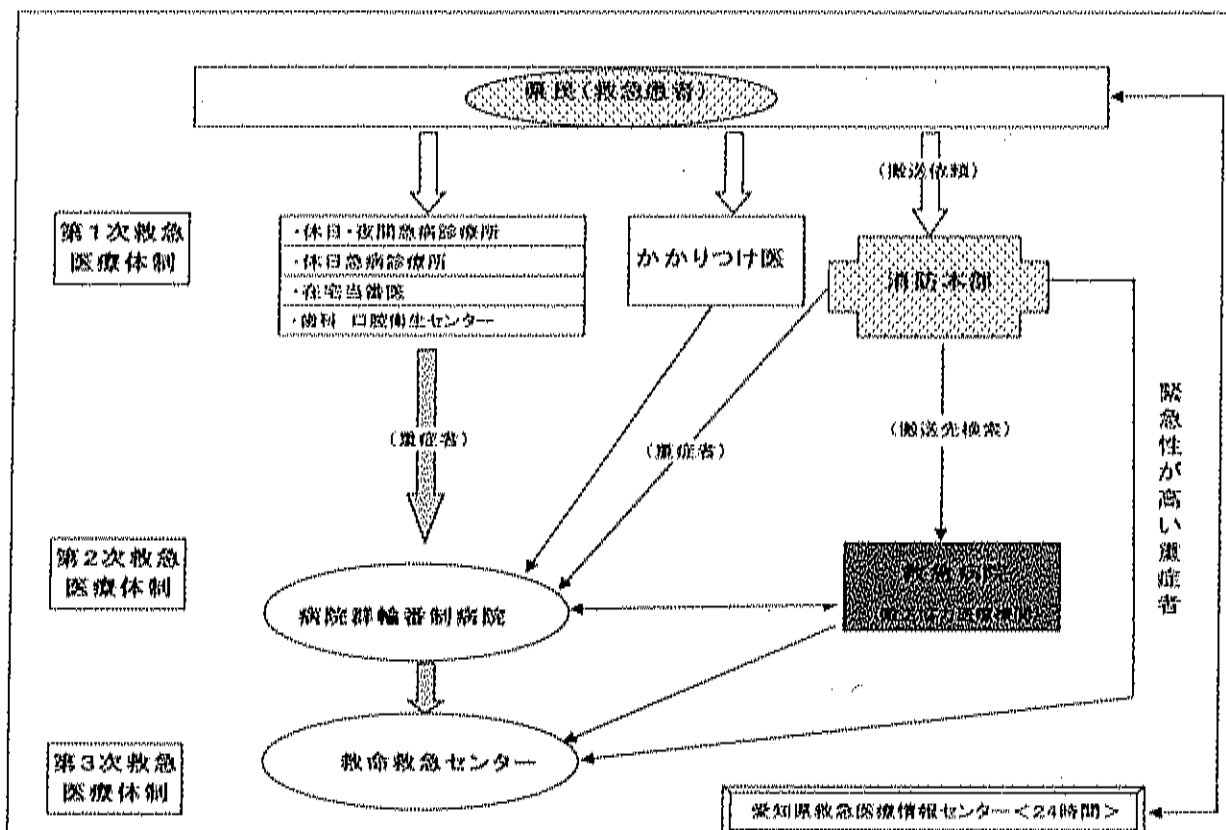 県民(救急患者)
(搬送依頼)
第1次救急
医療体制
・休日・夜間急病診療所
・休日急病診療所
・在宅当番医
・歯科 口腔衛生センター
かかりつけ医
消防本部
(重症者)
(重症者)
(搬送先検索)
緊急性が高い重症者
第2次救急
医療体制
病院群輪番制病院
救急病院
第3次救急
医療体制
救命救急センター
愛知県救急医療情報センター<24時間>